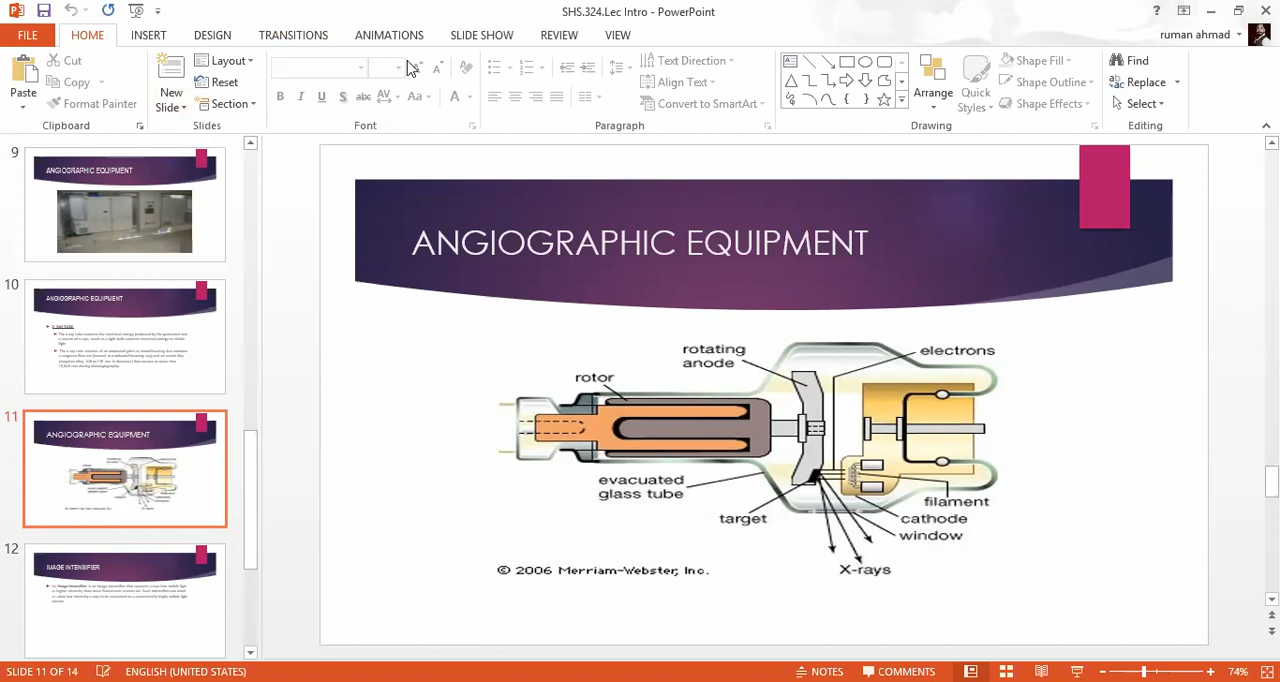 SHS.324.Lec Intro - PowerPoint
?
FILE HOME INSERT DESIGN TRANSITIONS ANIMATIONS SLIDE SHOW REVIEW VIEW ruman ahmad
Paste
Cut
Copy
Format Painter
Clipboard
New
Slide
Layout
Reset
Section
Slides
B I U S abc AV Aa A
Font
Text Direction
Align Text
Convert to SmartArt
Paragraph
Arrange
Quick
Styles
Shape Fill
Shape Outline
Shape Effects
Drawing
Find
Replace
Select
Editing
9
ANGIOGRAPHIC EQUIPMENT
10
ANGIOGRAPHIC EQUIPMENT
11
ANGIOGRAPHIC EQUIPMENT
12
IMAGE INTENSIFIER
ANGIOGRAPHIC EQUIPMENT
rotating
anode
electrons
rotor
evacuated
glass tube
target
filament
cathode
window
X-rays
© 2006 Merriam-Webster, Inc.
SLIDE 11 OF 14 ENGLISH (UNITED STATES) NOTES COMMENTS 74%